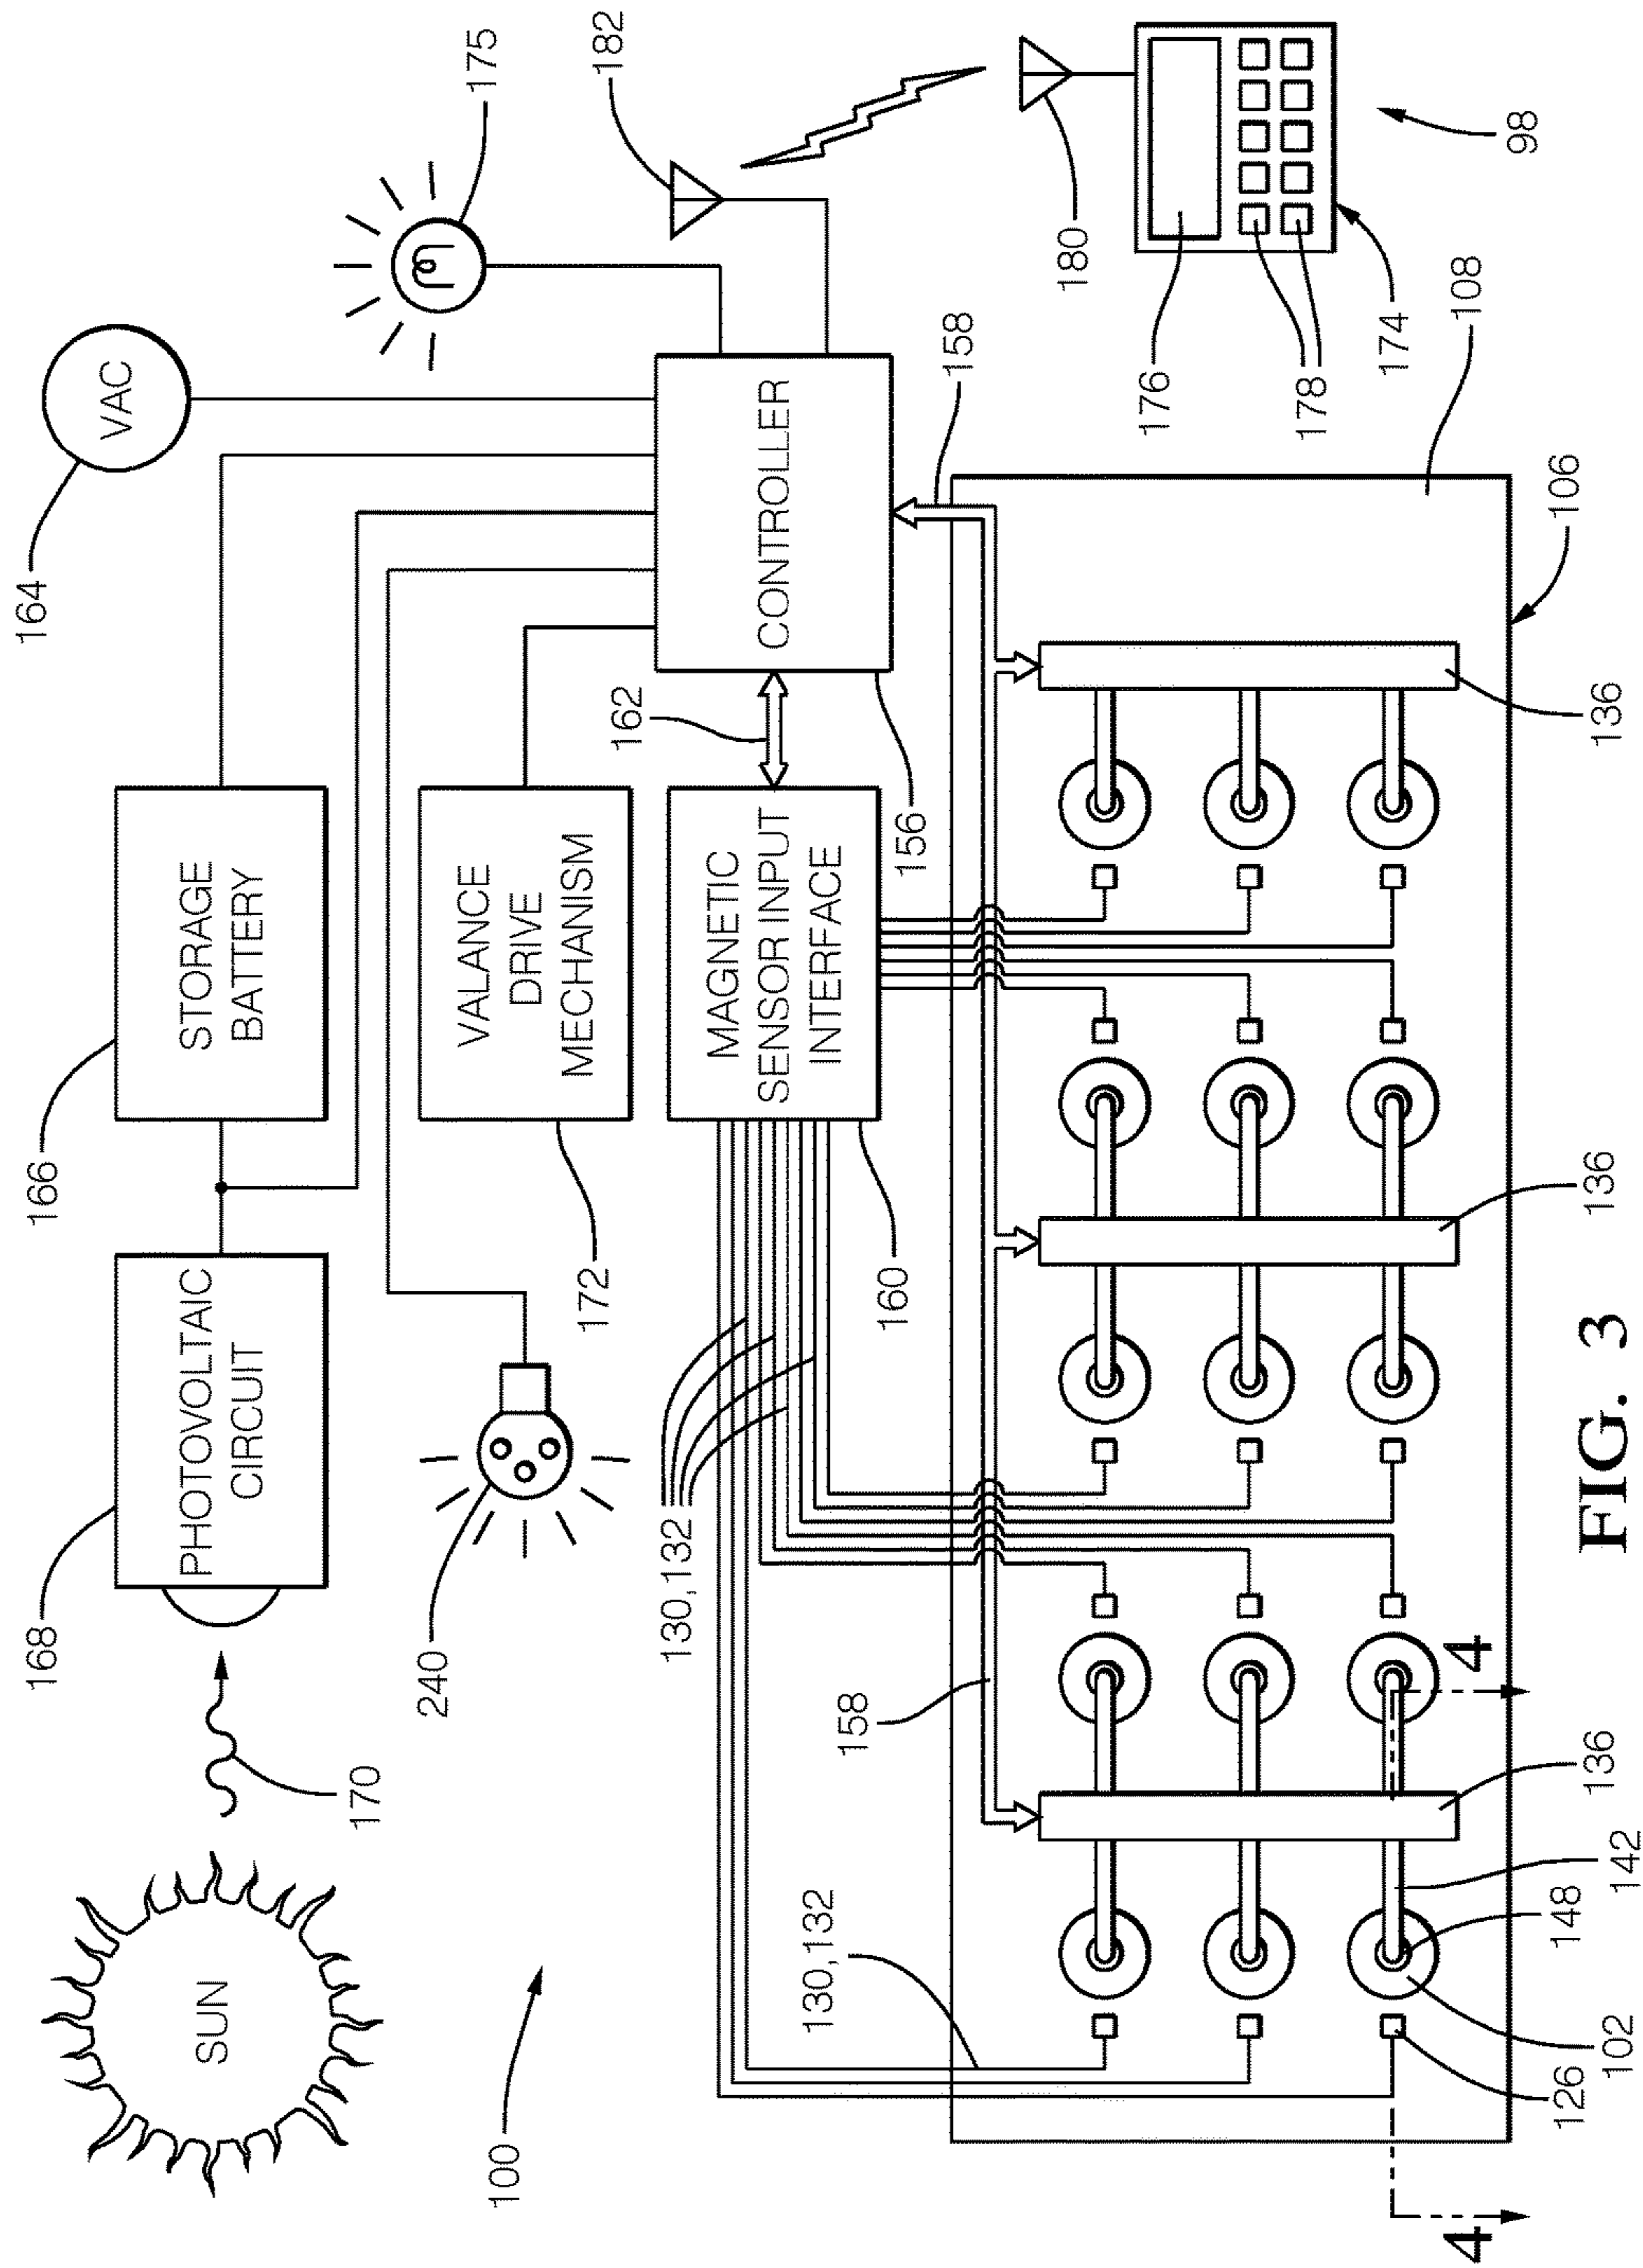 SUN
170
168
PHOTOVOLTAIC
CIRCUIT
166
STORAGE
BATTERY
164
VAC
175
182
100
240
172
VALANCE
DRIVE
MECHANISM
162
CONTROLLER
156
MAGNETIC
SENSOR INPUT
INTERFACE
160
130,132
130,132
158
158
180
176
178
174
98
108
106
136
136
136
142
148
102
126
4
4
FIG. 3